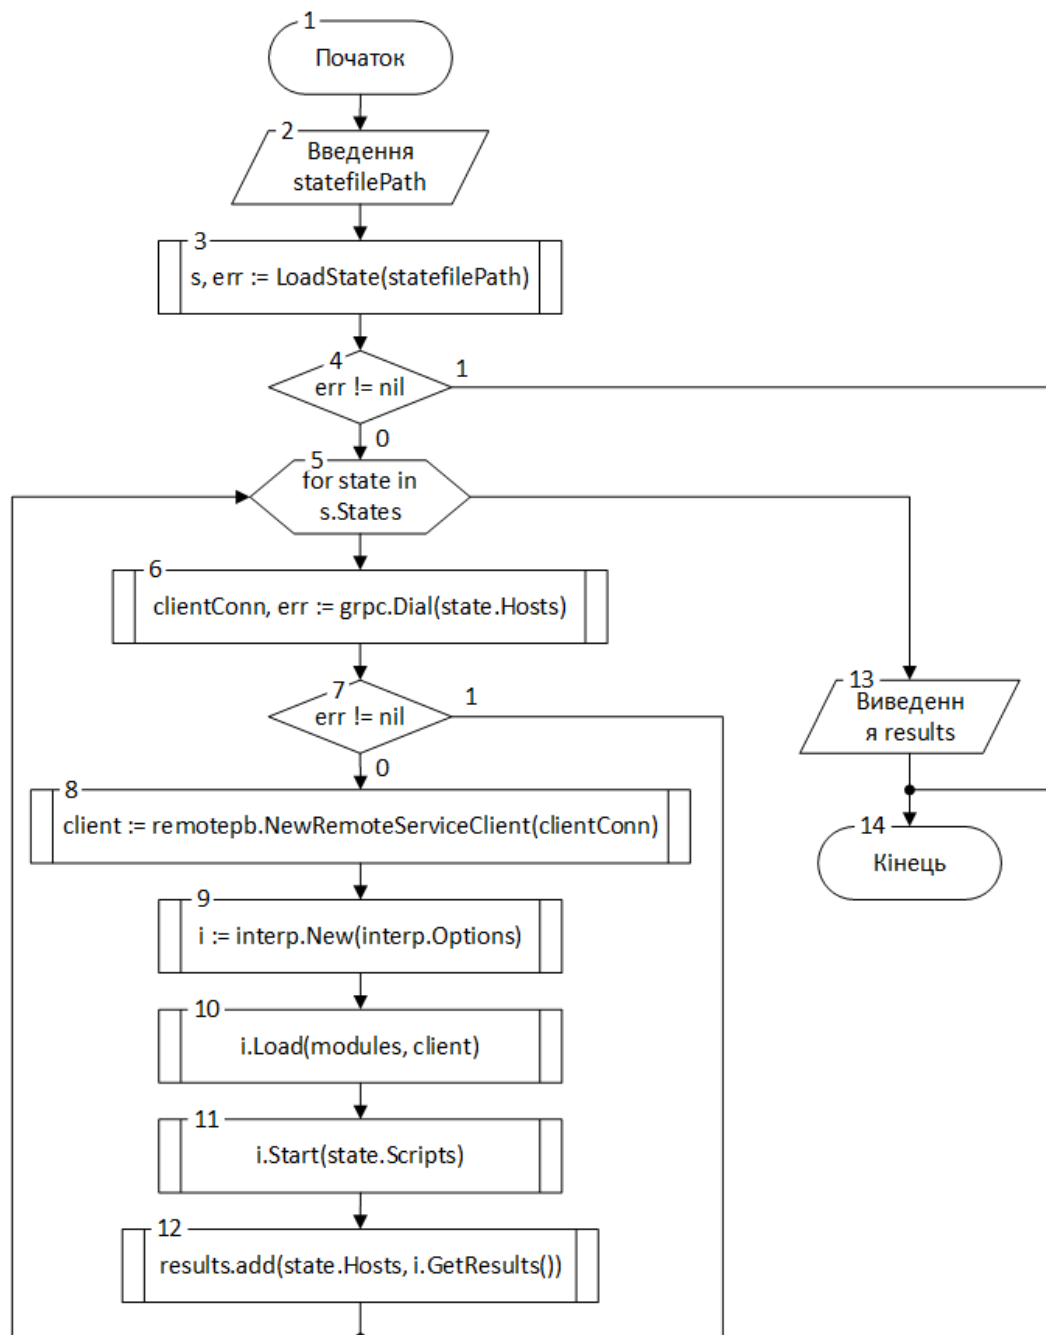 1
Початок
2
Введення
statefilePath
3
s, err := LoadState(statefilePath)
4
err != nil
1
0
5
for state in
s.States
6
clientConn, err := grpc.Dial(state.Hosts)
7
err != nil
1
0
8
client := remotepb.NewRemoteServiceClient(clientConn)
9
i := interp.New(interp.Options)
10
i.Load(modules, client)
11
i.Start(state.Scripts)
12
results.add(state.Hosts, i.GetResults())
13
Виведенн
я results
14
Кінець